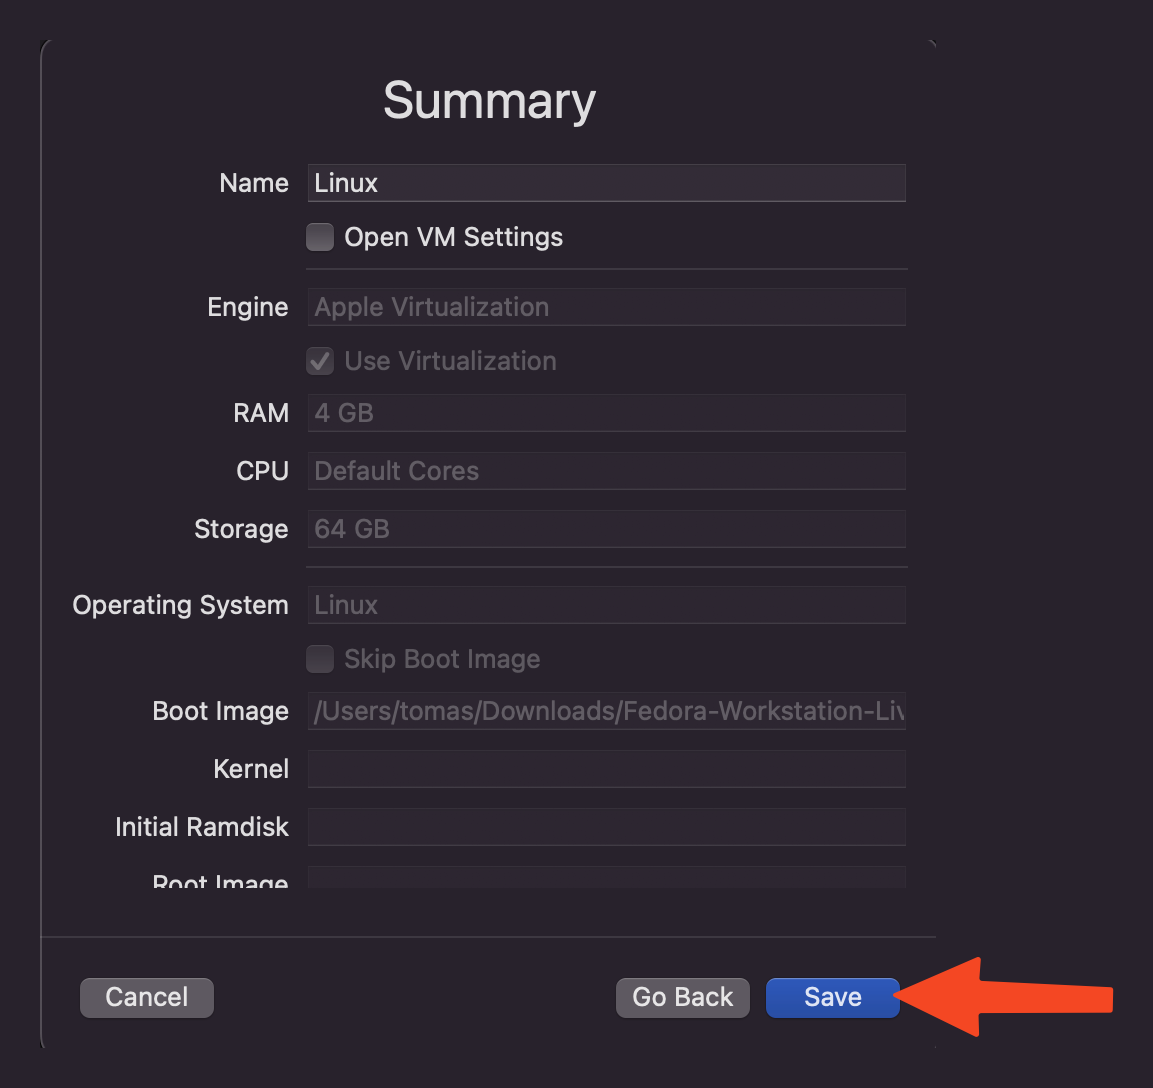 Summary
Name Linux
Open VM Settings
Engine Apple Virtualization
Use Virtualization
RAM 4 GB
CPU Default Cores
Storage 64 GB
Operating System Linux
Skip Boot Image
Boot Image /Users/tomas/Downloads/Fedora-Workstation-Liv
Kernel
Initial Ramdisk
Root Image
Cancel Go Back Save